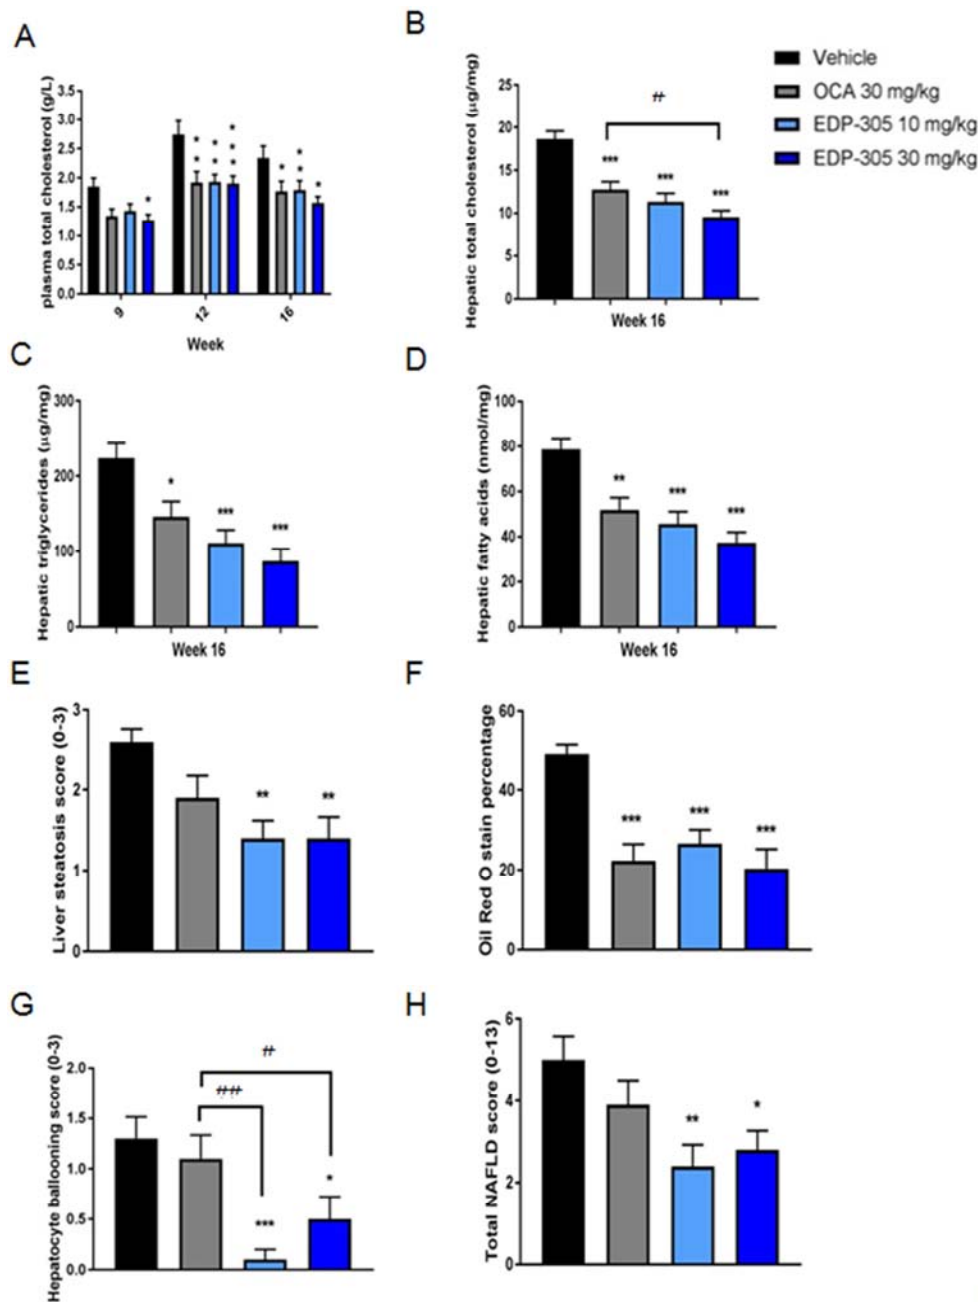 A
plasma total cholesterol (g/L)
3.5
3.0
2.5
2.0
1.5
1.0
0.5
0.0
*
* *
* *
* * *
*
* *
*
9
12
16
Week
B
Hepatic total cholesterol (µg/mg)
25
20
15
10
5
0
#
***
***
***
Week 16
Vehicle
OCA 30 mg/kg
EDP-305 10 mg/kg
EDP-305 30 mg/kg
C
Hepatic triglycerides (µg/mg)
300
200
100
0
*
***
***
Week 16
D
Hepatic fatty acids (nmol/mg)
100
80
60
40
20
0
**
***
***
Week 16
E
Liver steatosis score (0-3)
3
2
1
0
**
**
F
Oil Red O stain percentage
60
40
20
0
***
***
***
G
Hepatocyte ballooning score (0-3)
2.0
1.5
1.0
0.5
0.0
#
##
***
*
H
Total NAFLD score (0-13)
6
4
2
0
**
*